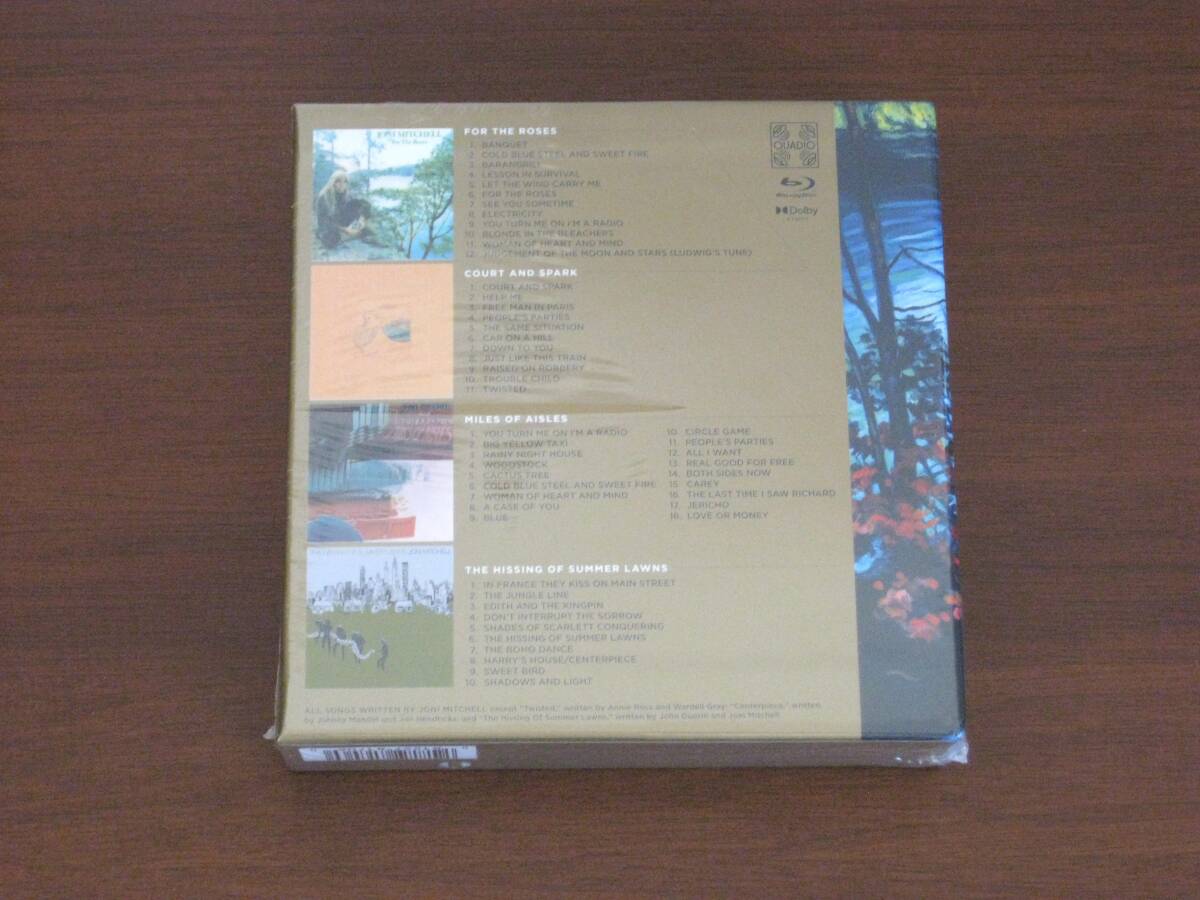 JONI MITCHELL
For The Roses
FOR THE ROSES
1. BANQUET
2. COLD BLUE STEEL AND SWEET FIRE
3. BARANGRILL
4. LESSON IN SURVIVAL
5. LET THE WIND CARRY ME
6. FOR THE ROSES
7. SEE YOU SOMETIME
8. ELECTRICITY
9. YOU TURN ME ON I'M A RADIO
10. BLONDE IN THE BLEACHERS
11. WOMAN OF HEART AND MIND
12. JUDGEMENT OF THE MOON AND STARS (LUDWIG'S TUNE)
QUADIO
Blu-ray Disc
Dolby
COURT AND SPARK
1. COURT AND SPARK
2. HELP ME
3. FREE MAN IN PARIS
4. PEOPLE'S PARTIES
5. THE SAME SITUATION
6. CAR ON A HILL
7. DOWN TO YOU
8. JUST LIKE THIS TRAIN
9. RAISED ON ROBBERY
10. TROUBLE CHILD
11. TWISTED
MILES OF AISLES
1. YOU TURN ME ON I'M A RADIO
2. BIG YELLOW TAXI
3. RAINY NIGHT HOUSE
4. WOODSTOCK
5. CACTUS TREE
6. COLD BLUE STEEL AND SWEET FIRE
7. WOMAN OF HEART AND MIND
8. A CASE OF YOU
9. BLUE
10. CIRCLE GAME
11. PEOPLE'S PARTIES
12. ALL I WANT
13. REAL GOOD FOR FREE
14. BOTH SIDES NOW
15. CAREY
16. THE LAST TIME I SAW RICHARD
17. JERICHO
18. LOVE OR MONEY
JONI MITCHELL
THE HISSING OF SUMMER LAWNS
1. IN FRANCE THEY KISS ON MAIN STREET
2. THE JUNGLE LINE
3. EDITH AND THE KINGPIN
4. DON'T INTERRUPT THE SORROW
5. SHADES OF SCARLETT CONQUERING
6. THE HISSING OF SUMMER LAWNS
7. THE BOHO DANCE
8. HARRY'S HOUSE/CENTERPIECE
9. SWEET BIRD
10. SHADOWS AND LIGHT
ALL SONGS WRITTEN BY JONI MITCHELL except "Twisted," written by Annie Ross and Wardell Gray; "Centerpiece," written
by Johnny Mandel and Jon Hendricks; and "The Hissing Of Summer Lawns," written by John Guerin and Joni Mitchell.